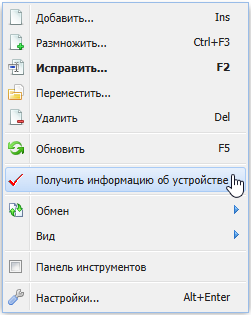 Добавить... Ins
Размножить... Ctrl+F3
Исправить... F2
Переместить...
Удалить Del
Обновить F5
Получить информацию об устройстве
Обмен
Вид
Панель инструментов
Настройки... Alt+Enter